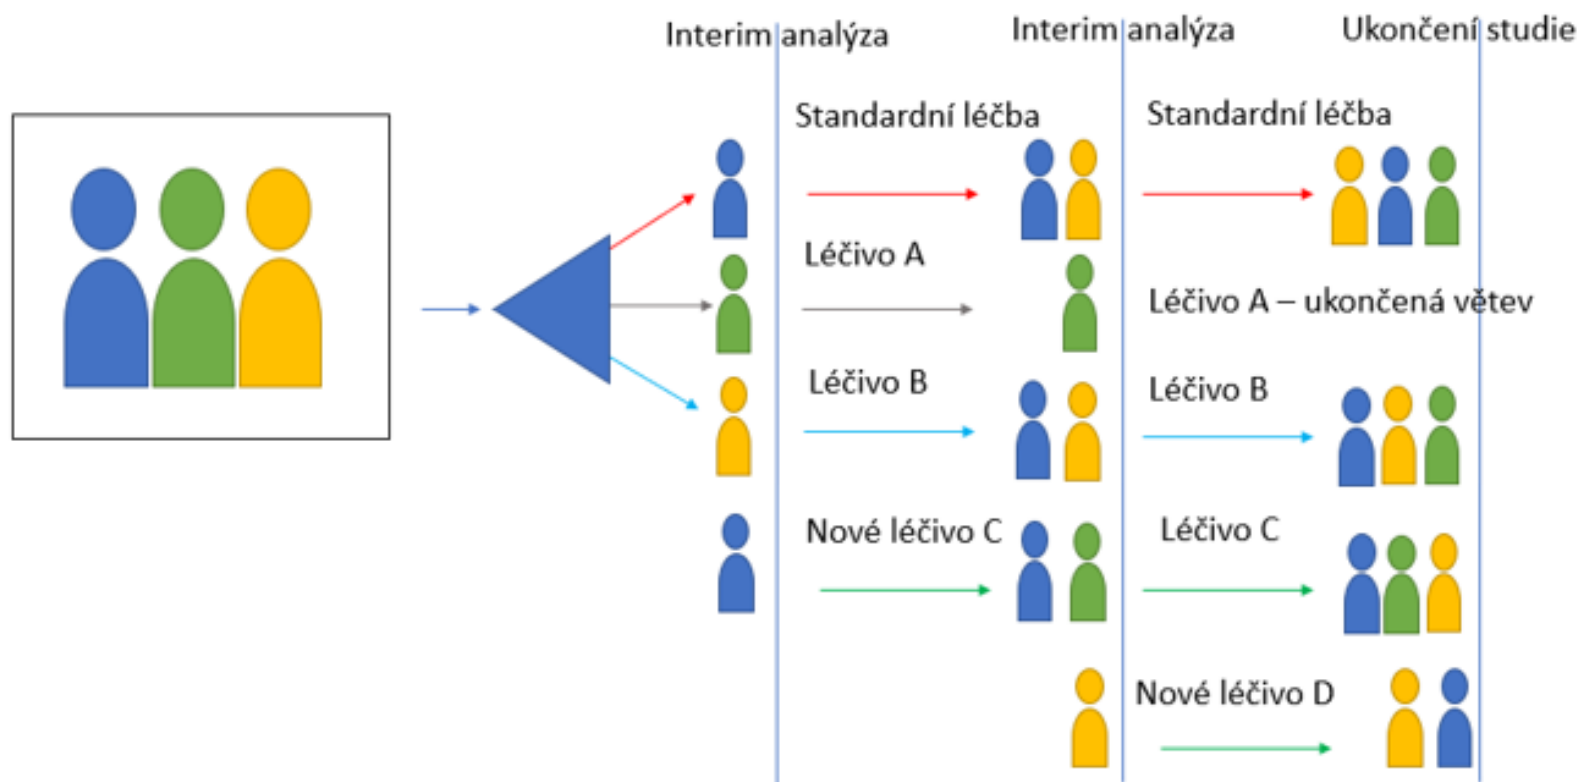 Interim analýza
Interim analýza
Ukončení studie
Standardní léčba
Standardní léčba
Léčivo A
Léčivo A – ukončená větev
Léčivo B
Léčivo B
Nové léčivo C
Léčivo C
Nové léčivo D